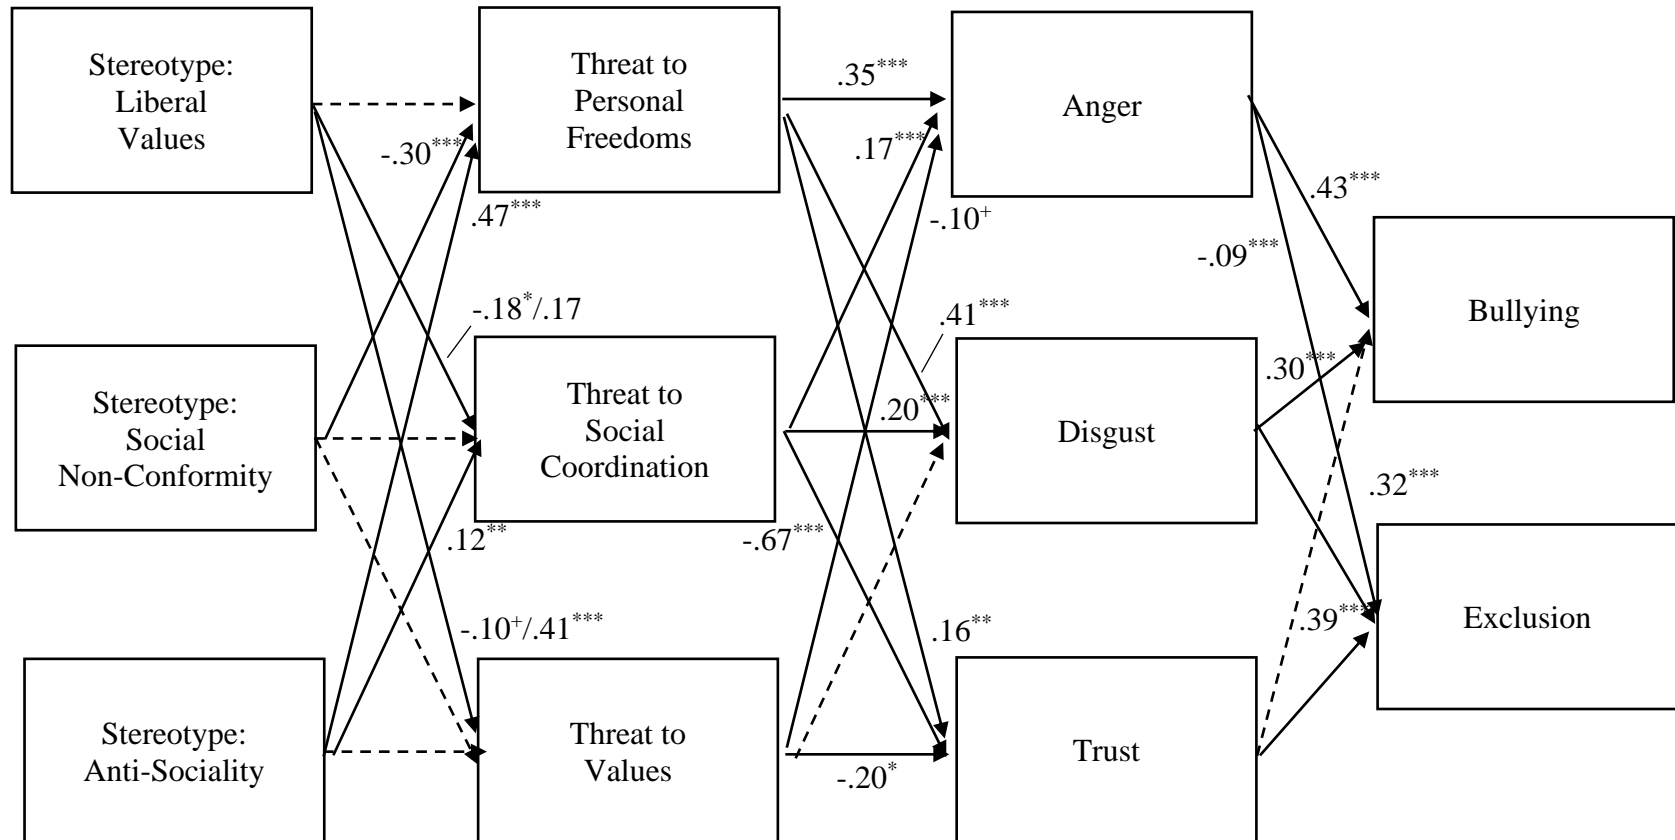 Stereotype:
Liberal
Values
Threat to
Personal
Freedoms
.35***
Anger
-.30***
.17***
.47***
-.10+
.43***
-.09***
Bullying
-.18*/.17
.41***
Stereotype:
Social
Non-Conformity
Threat to
Social
Coordination
.20***
Disgust
.30***
.12**
-.67***
.32***
Exclusion
-.10+/.41***
.16**
.39***
Stereotype:
Anti-Sociality
Threat to
Values
-.20*
Trust